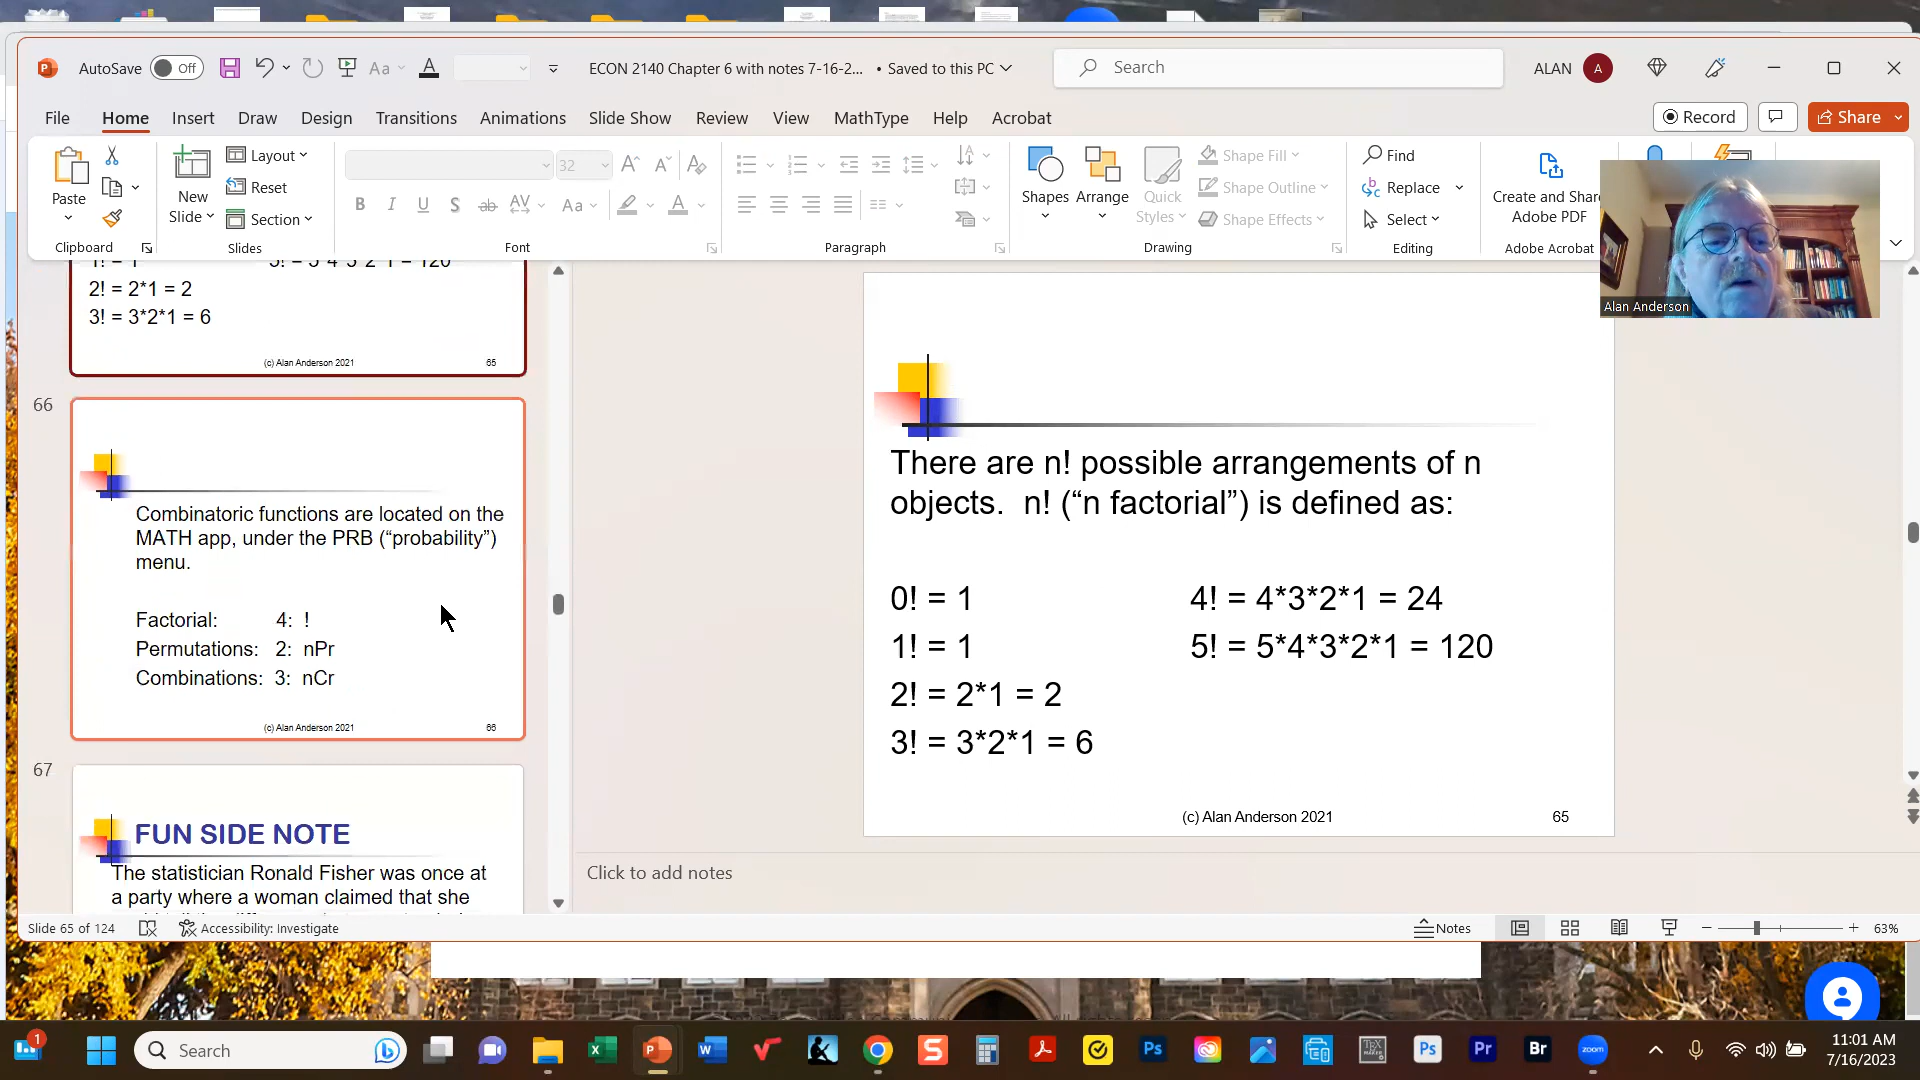 AutoSave
Off
Aa
ECON 2140 Chapter 6 with notes 7-16-2... • Saved to this PC
Search
ALAN
A
File
Home
Insert
Draw
Design
Transitions
Animations
Slide Show
Review
View
MathType
Help
Acrobat
Record
Share
Paste
New
Slide
Layout
Reset
Section
32
Shapes
Arrange
Quick
Styles
Shape Fill
Shape Outline
Shape Effects
Find
Replace
Select
Create and Share
Adobe PDF
Clipboard
Slides
Font
Paragraph
Drawing
Editing
Adobe Acrobat
Alan Anderson
2! = 2*1 = 2
3! = 3*2*1 = 6
(c) Alan Anderson 2021
65
66
Combinatoric functions are located on the
MATH app, under the PRB (“probability”)
menu.
Factorial: 4: !
Permutations: 2: nPr
Combinations: 3: nCr
(c) Alan Anderson 2021
66
67
FUN SIDE NOTE
The statistician Ronald Fisher was once at
a party where a woman claimed that she
There are n! possible arrangements of n
objects. n! (“n factorial”) is defined as:
0! = 1 4! = 4*3*2*1 = 24
1! = 1 5! = 5*4*3*2*1 = 120
2! = 2*1 = 2
3! = 3*2*1 = 6
(c) Alan Anderson 2021
65
Click to add notes
Slide 65 of 124
Accessibility: Investigate
Notes
63%
1
Search
zoom
11:01 AM
7/16/2023